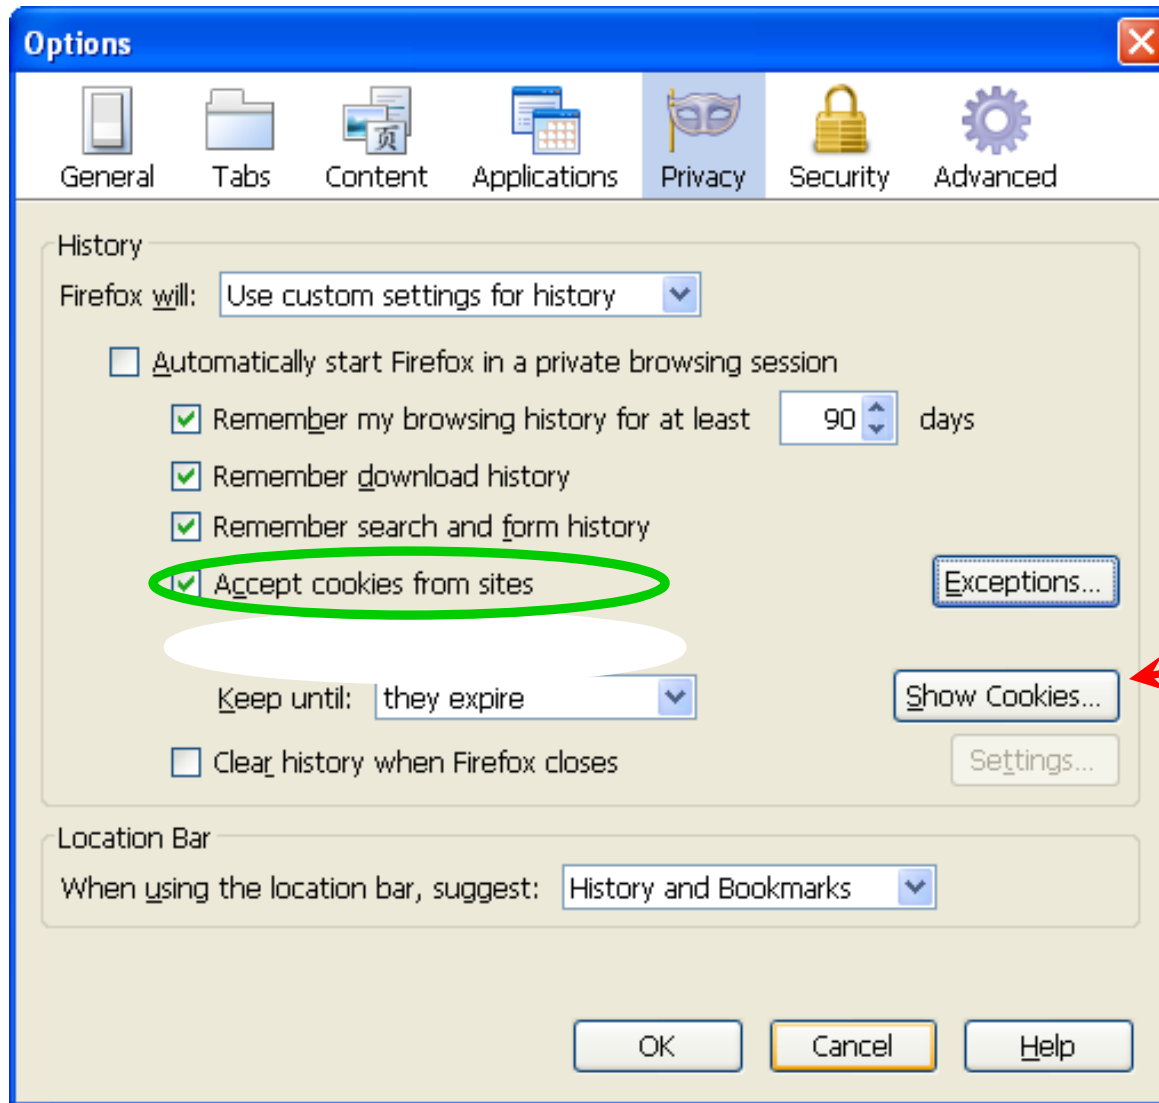 Options
页
General Tabs Content Applications Privacy Security Advanced
History
Firefox will: Use custom settings for history
Automatically start Firefox in a private browsing session
Remember my browsing history for at least 90 days
Remember download history
Remember search and form history
Accept cookies from sites Exceptions...
Keep until: they expire Show Cookies...
Clear history when Firefox closes Settings...
Location Bar
When using the location bar, suggest: History and Bookmarks
OK Cancel Help